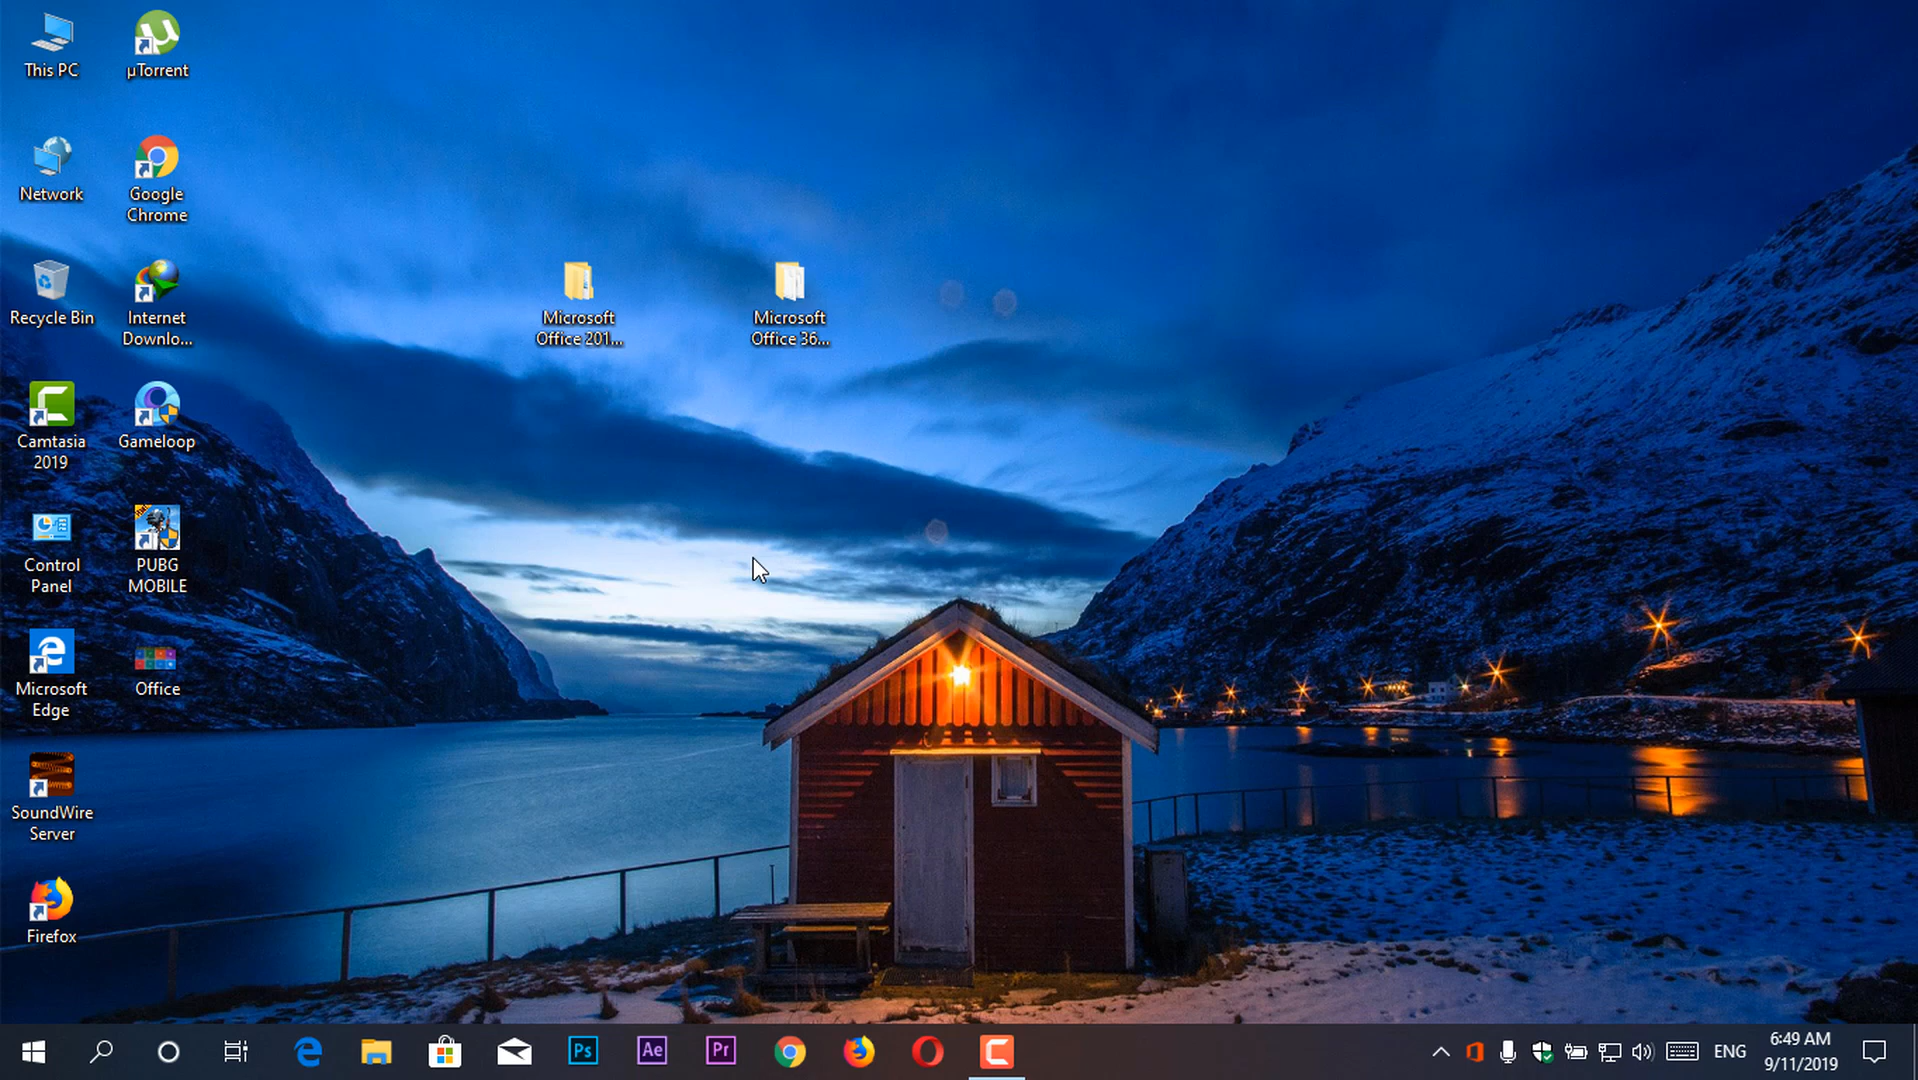 This PC
µTorrent
Network
Google
Chrome
Recycle Bin
Internet
Downlo...
Microsoft
Office 201...
Microsoft
Office 36...
Camtasia
2019
Gameloop
Control
Panel
PUBG
MOBILE
Microsoft
Edge
Office
SoundWire
Server
Firefox
Ps
Ae
Pr
ENG
6:49 AM
9/11/2019